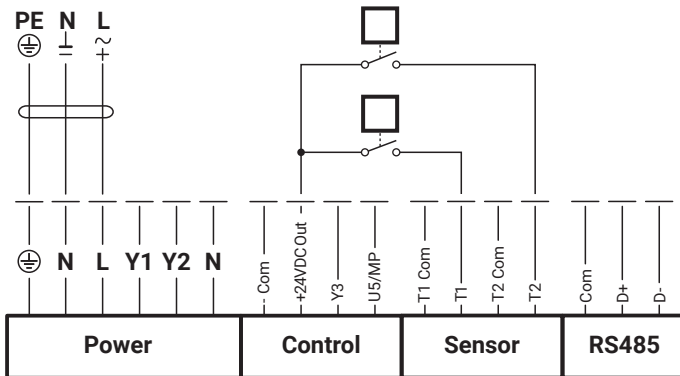 PE N L
N L Y1 Y2 N
- Com
+24VDC Out -
Y3
U5/MP
T1 Com
T1
T2 Com
T2
Com
D+
D-
Power Control Sensor RS485